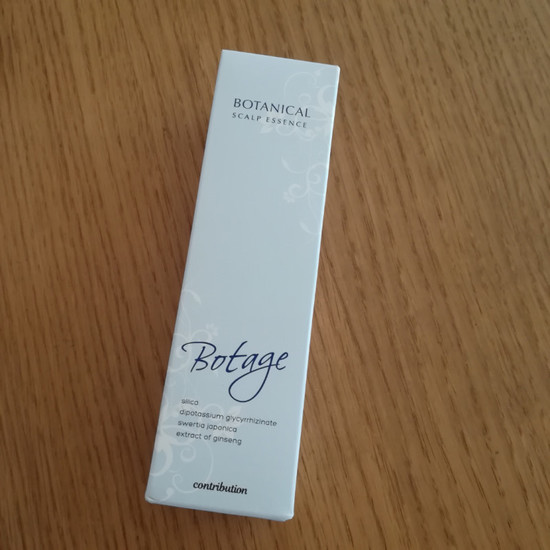 BOTANICAL
SCALP ESSENCE
Botage
silica
dipotassium glycyrrhizinate
swertia japonica
extract of ginseng
contribution